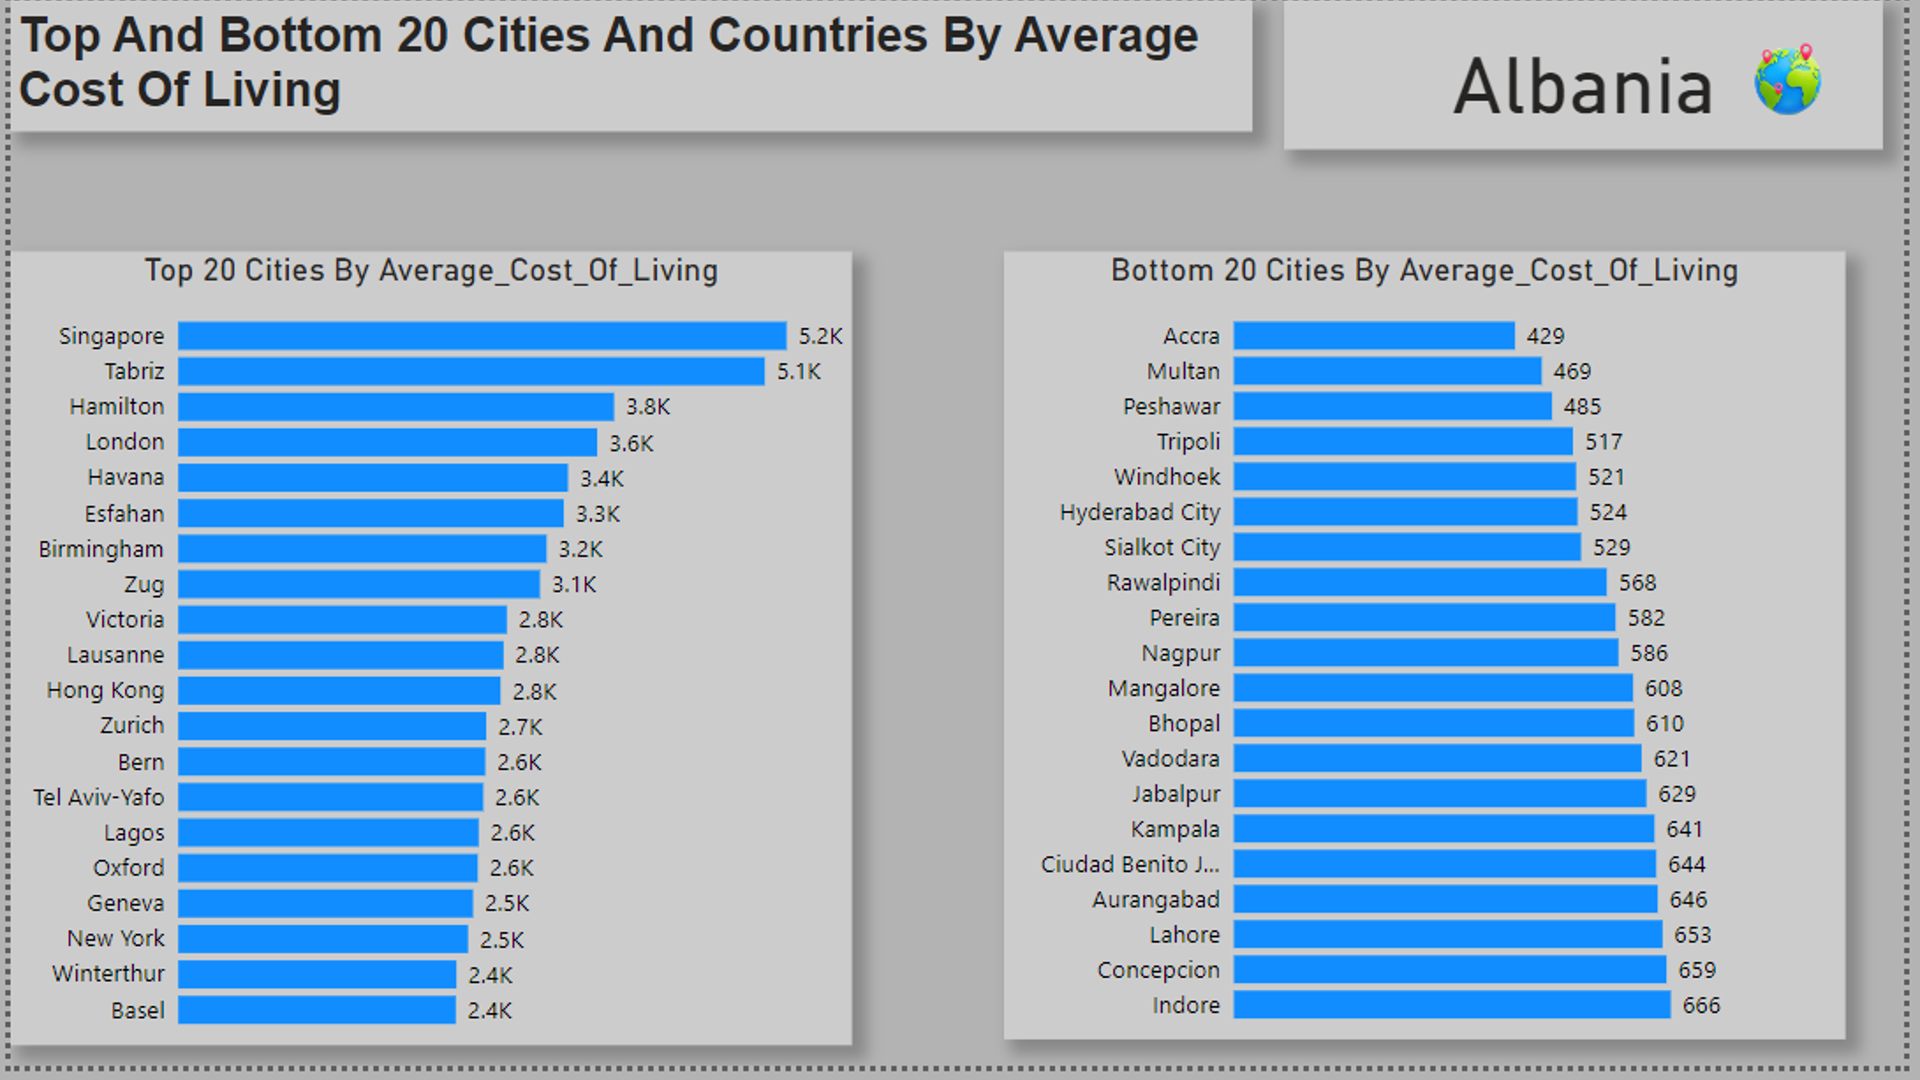 Top And Bottom 20 Cities And Countries By Average
Cost Of Living
Albania
Top 20 Cities By Average_Cost_Of_Living
Singapore 5.2K
Tabriz 5.1K
Hamilton 3.8K
London 3.6K
Havana 3.4K
Esfahan 3.3K
Birmingham 3.2K
Zug 3.1K
Victoria 2.8K
Lausanne 2.8K
Hong Kong 2.8K
Zurich 2.7K
Bern 2.6K
Tel Aviv-Yafo 2.6K
Lagos 2.6K
Oxford 2.6K
Geneva 2.5K
New York 2.5K
Winterthur 2.4K
Basel 2.4K
Bottom 20 Cities By Average_Cost_Of_Living
Accra 429
Multan 469
Peshawar 485
Tripoli 517
Windhoek 521
Hyderabad City 524
Sialkot City 529
Rawalpindi 568
Pereira 582
Nagpur 586
Mangalore 608
Bhopal 610
Vadodara 621
Jabalpur 629
Kampala 641
Ciudad Benito J... 644
Aurangabad 646
Lahore 653
Concepcion 659
Indore 666